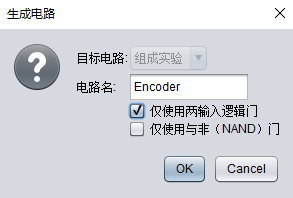 生成电路
目标电路: 组成实验
电路名: Encoder
仅使用两输入逻辑门
仅使用与非（NAND）门
OK Cancel